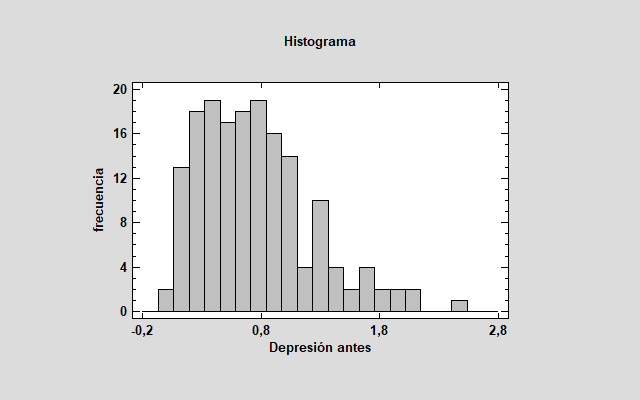 Histograma
20
16
12
8
4
0
frecuencia
-0,2 0,8 1,8 2,8
Depresión antes